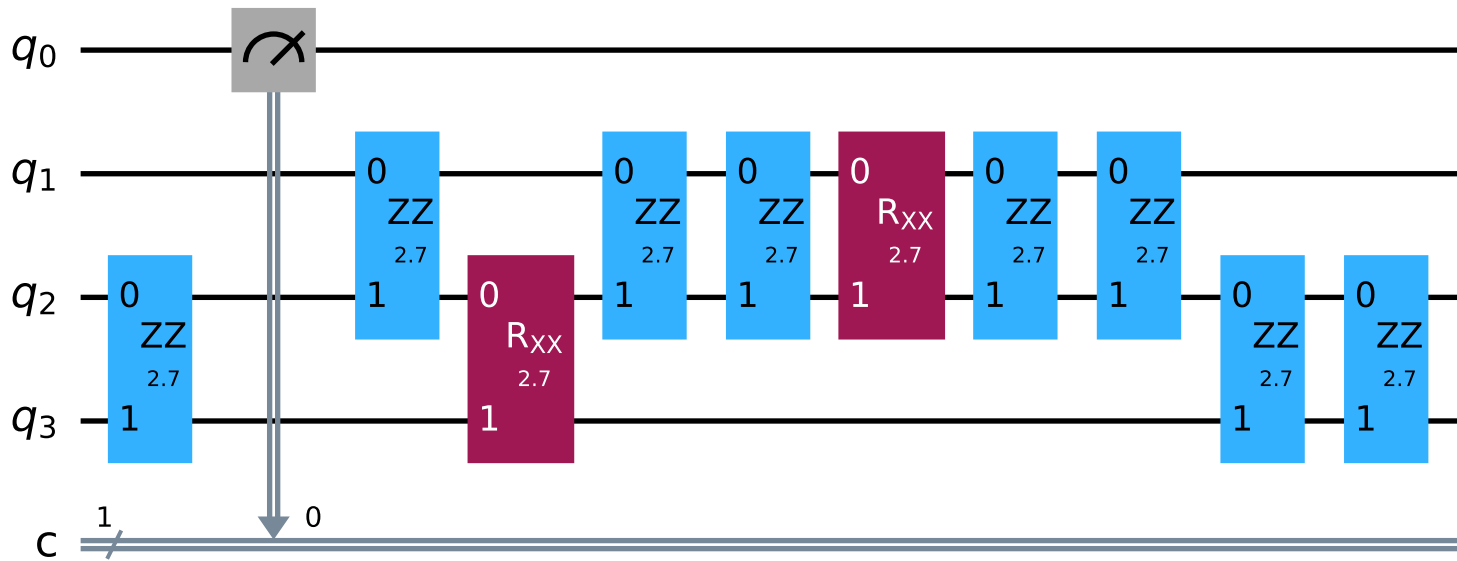 q0
0 0 0 0 0 0
q1
ZZ ZZ ZZ RXX ZZ ZZ
2.7 2.7 2.7 2.7 2.7 2.7
q2
0 1 0 1 1 1 1 1 0 0
ZZ RXX ZZ ZZ
2.7 2.7 2.7 2.7
q3
1 1 1 1
1 0
c